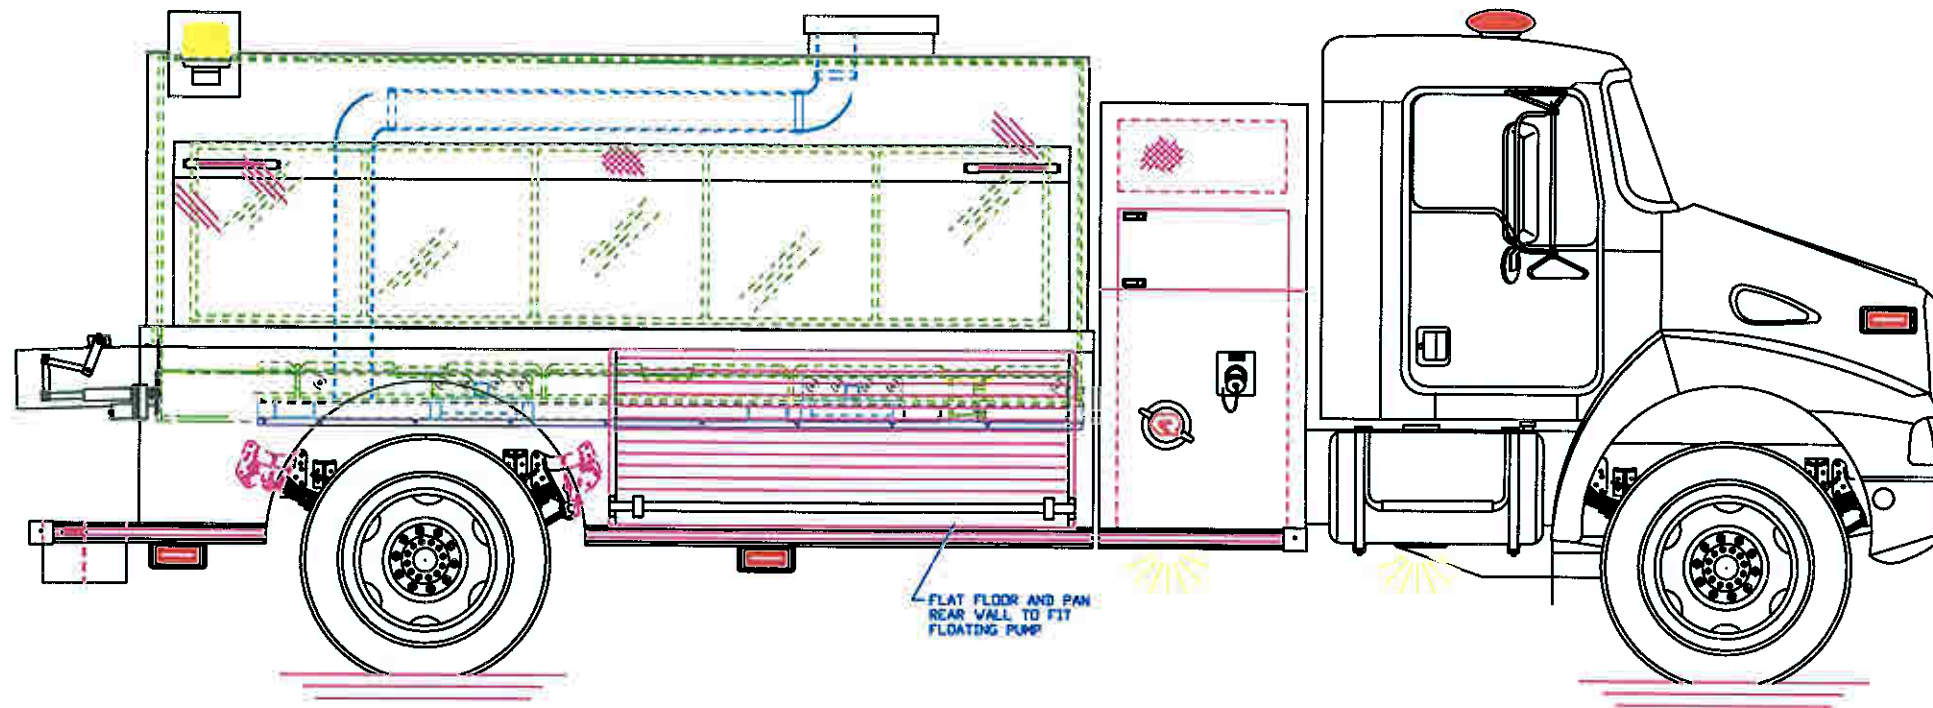 FLAT FLOOR AND PAN
REAR WALL TO FIT
FLOATING PUMP